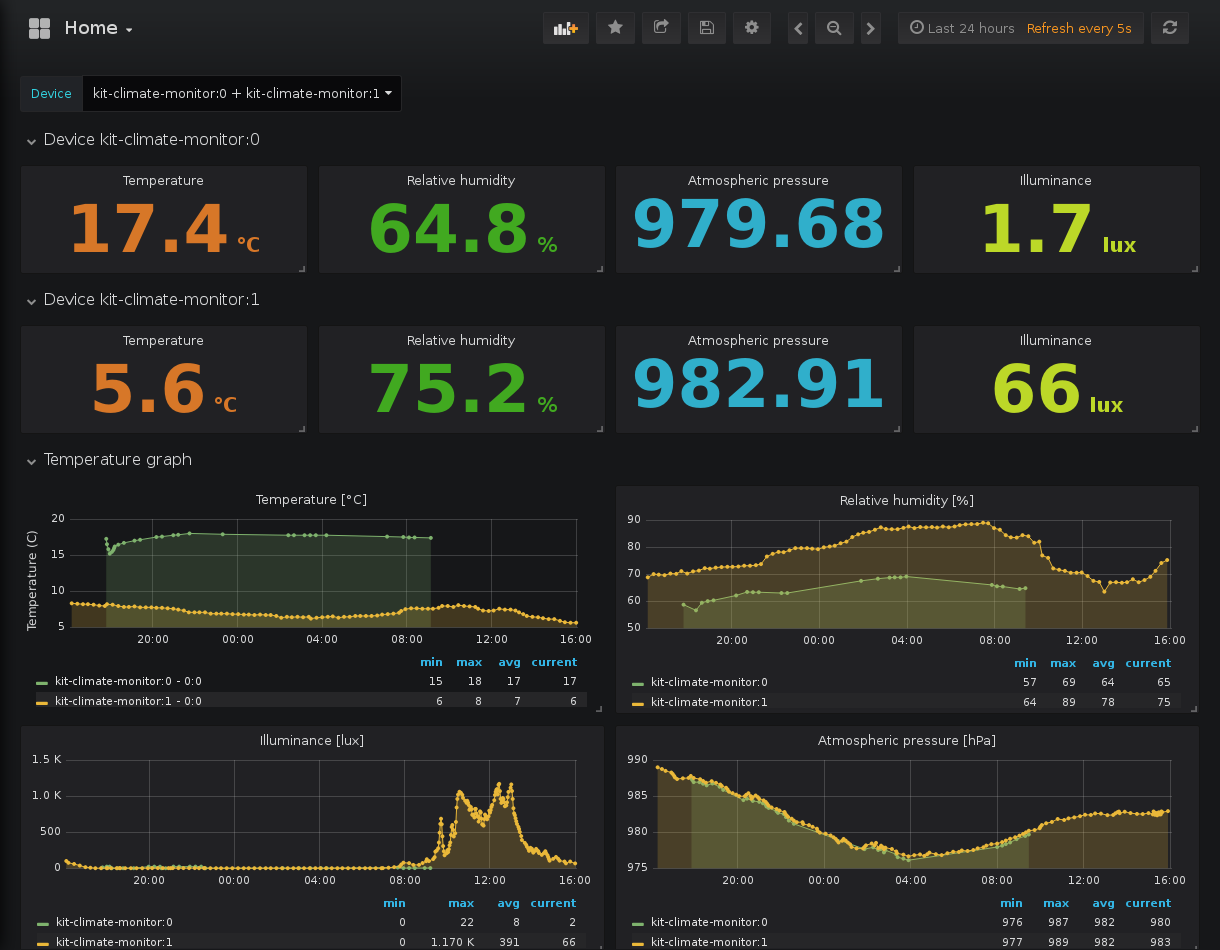 Home
Last 24 hours Refresh every 5s
Device kit-climate-monitor:0 + kit-climate-monitor:1
Device kit-climate-monitor:0
Temperature Relative humidity Atmospheric pressure Illuminance
17.4 °C 64.8 % 979.68 1.7 lux
Device kit-climate-monitor:1
Temperature Relative humidity Atmospheric pressure Illuminance
5.6 °C 75.2 % 982.91 66 lux
Temperature graph
Temperature [°C]
Temperature (C)
20
15
10
5
20:00 00:00 04:00 08:00 12:00 16:00
min max avg current
kit-climate-monitor:0 - 0:0 15 18 17 17
kit-climate-monitor:1 - 0:0 6 8 7 6
Relative humidity [%]
90
80
70
60
50
20:00 00:00 04:00 08:00 12:00 16:00
min max avg current
kit-climate-monitor:0 57 69 64 65
kit-climate-monitor:1 64 89 78 75
Illuminance [lux]
1.5 K
1.0 K
500
0
20:00 00:00 04:00 08:00 12:00 16:00
min max avg current
kit-climate-monitor:0 0 22 8 2
kit-climate-monitor:1 0 1.170 K 391 66
Atmospheric pressure [hPa]
990
985
980
975
20:00 00:00 04:00 08:00 12:00 16:00
min max avg current
kit-climate-monitor:0 976 987 982 980
kit-climate-monitor:1 977 989 982 983